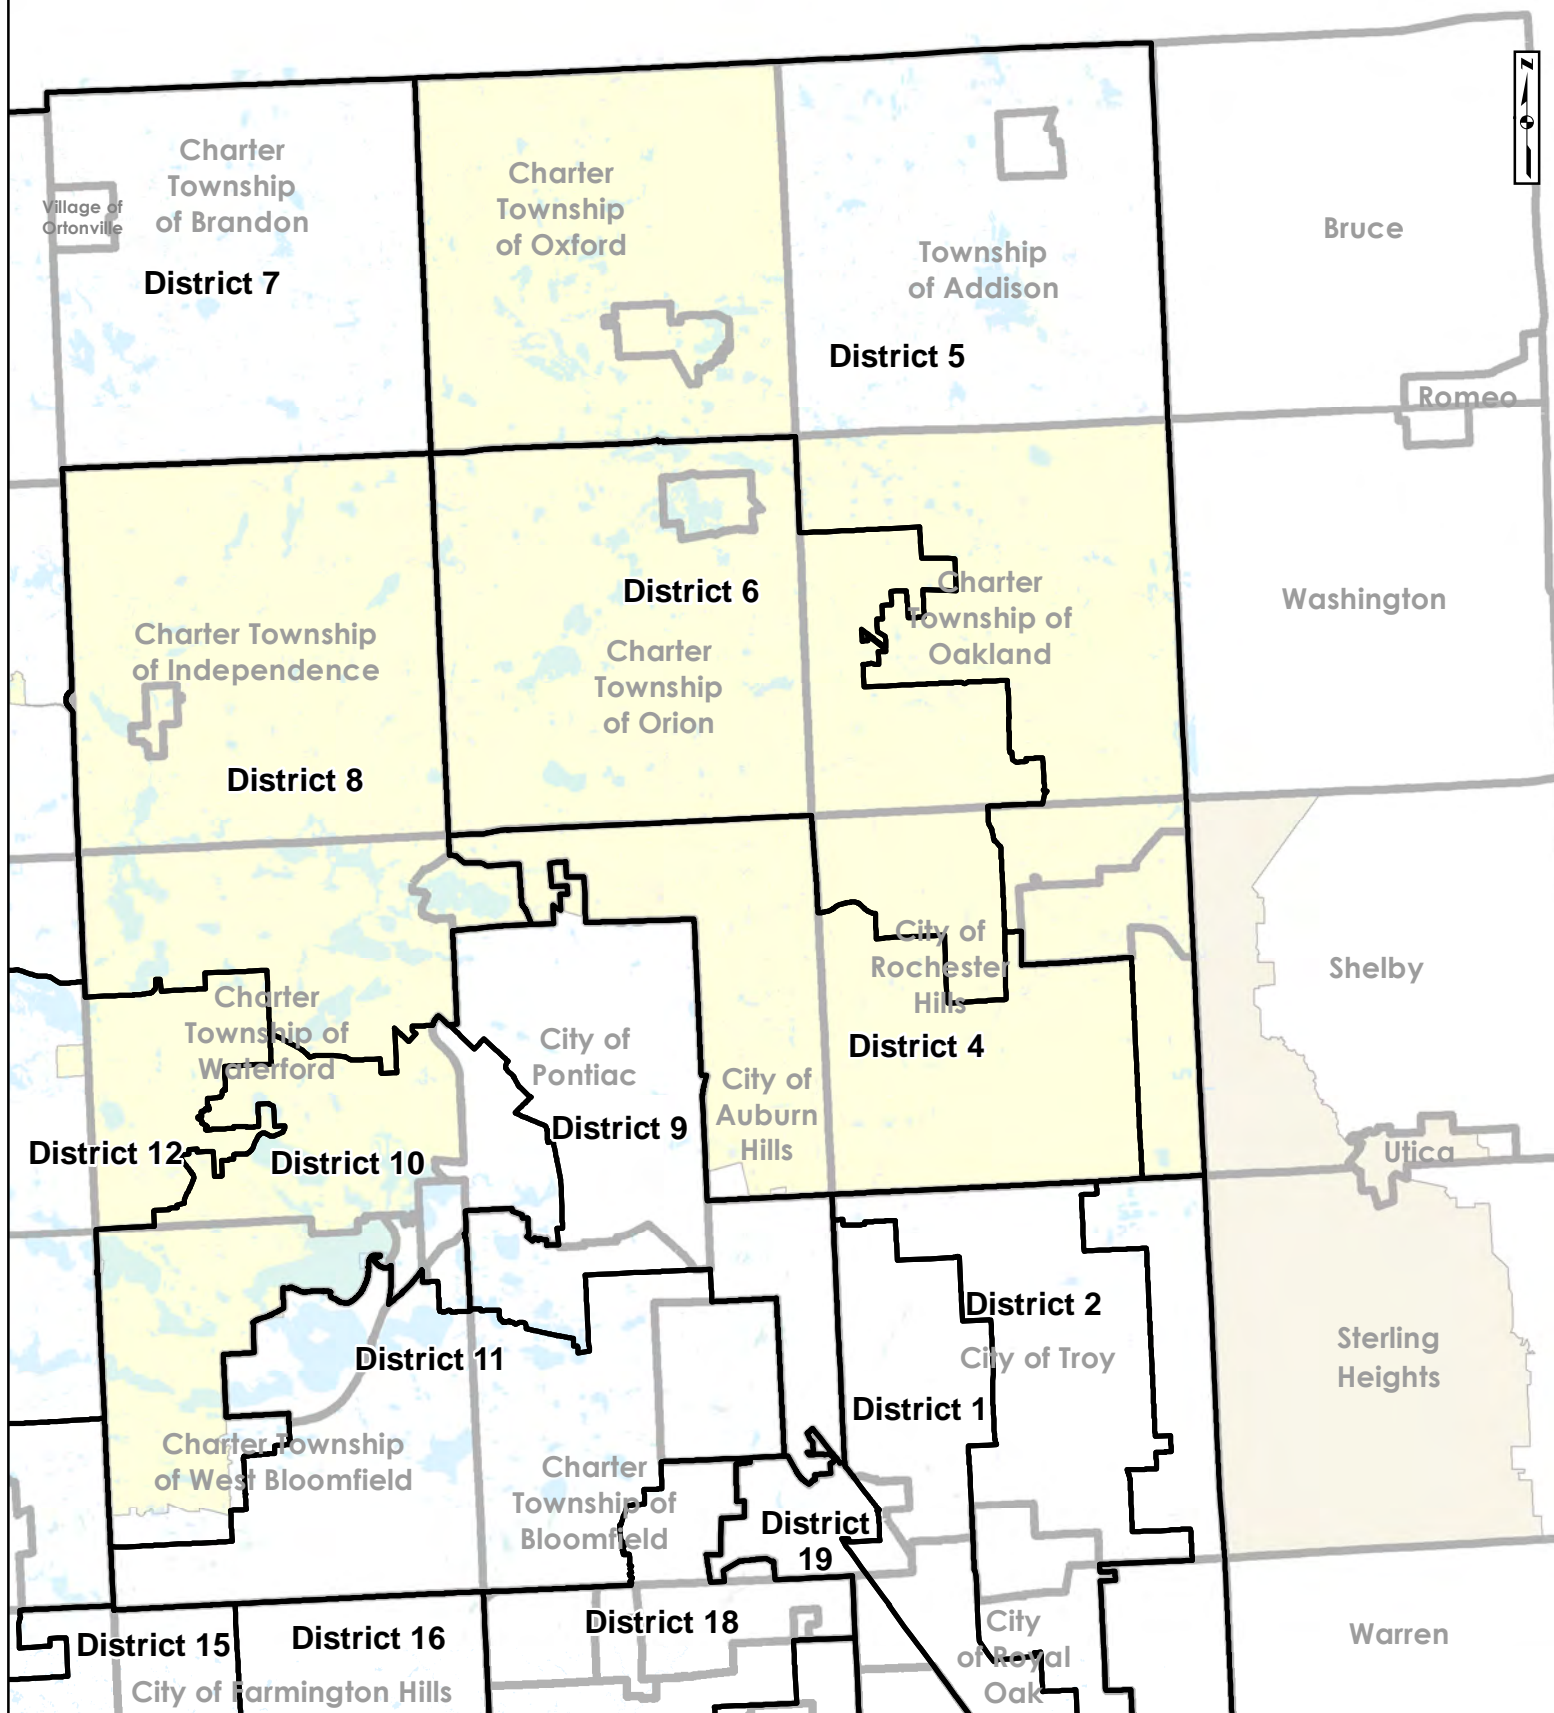 N
Charter
Township
of Brandon
Village of
Ortonville
District 7
Charter
Township
of Oxford
Township
of Addison
District 5
Bruce
Romeo
Charter Township
of Independence
District 8
District 6
Charter
Township
of Orion
Charter
Township of
Oakland
Washington
City of
Rochester
Hills
District 4
Shelby
Charter
Township of
Waterford
City of
Pontiac
District 9
City of
Auburn
Hills
District 12
District 10
Utica
District 2
City of Troy
District 1
District 11
Sterling
Heights
Charter Township
of West Bloomfield
Charter
Township of
Bloomfield
District
19
District 15
District 16
District 18
City
of Royal
Oak
Warren
City of Farmington Hills